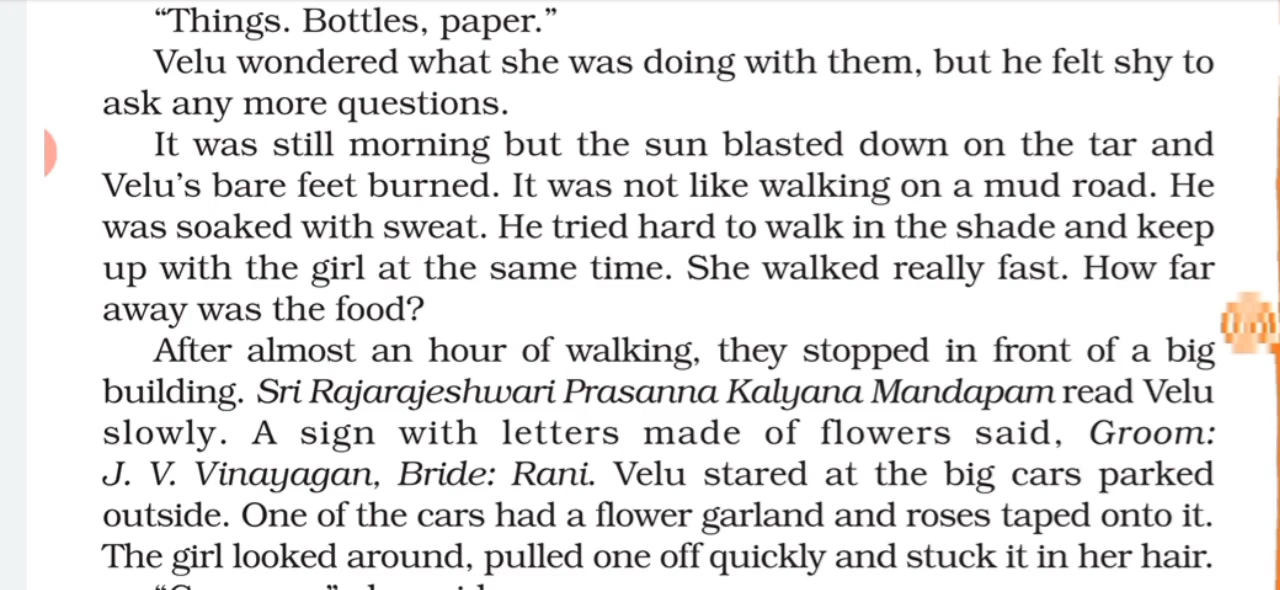 “Things. Bottles, paper.”
Velu wondered what she was doing with them, but he felt shy to
ask any more questions.
It was still morning but the sun blasted down on the tar and
Velu’s bare feet burned. It was not like walking on a mud road. He
was soaked with sweat. He tried hard to walk in the shade and keep
up with the girl at the same time. She walked really fast. How far
away was the food?
After almost an hour of walking, they stopped in front of a big
building. Sri Rajarajeshwari Prasanna Kalyana Mandapam read Velu
slowly. A sign with letters made of flowers said, Groom:
J. V. Vinayagan, Bride: Rani. Velu stared at the big cars parked
outside. One of the cars had a flower garland and roses taped onto it.
The girl looked around, pulled one off quickly and stuck it in her hair.